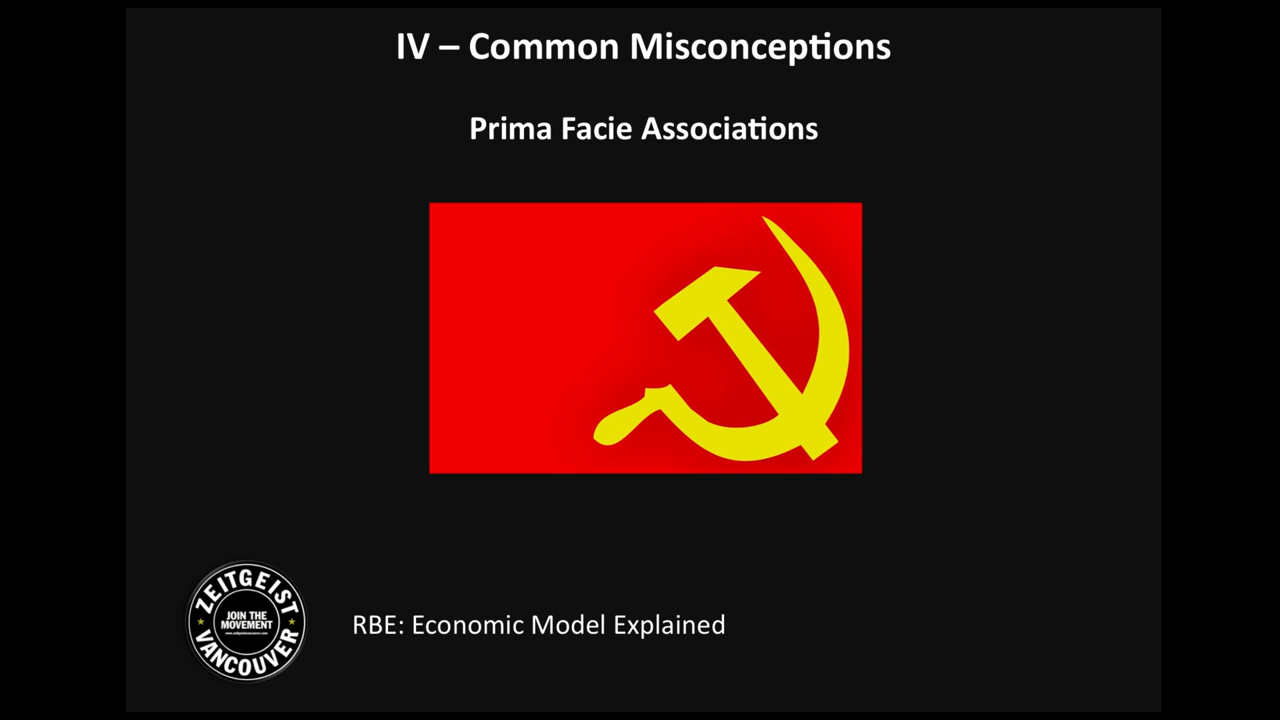 IV – Common Misconceptions
Prima Facie Associations
ZEITGEIST
JOIN THE
MOVEMENT
VANCOUVER
RBE: Economic Model Explained